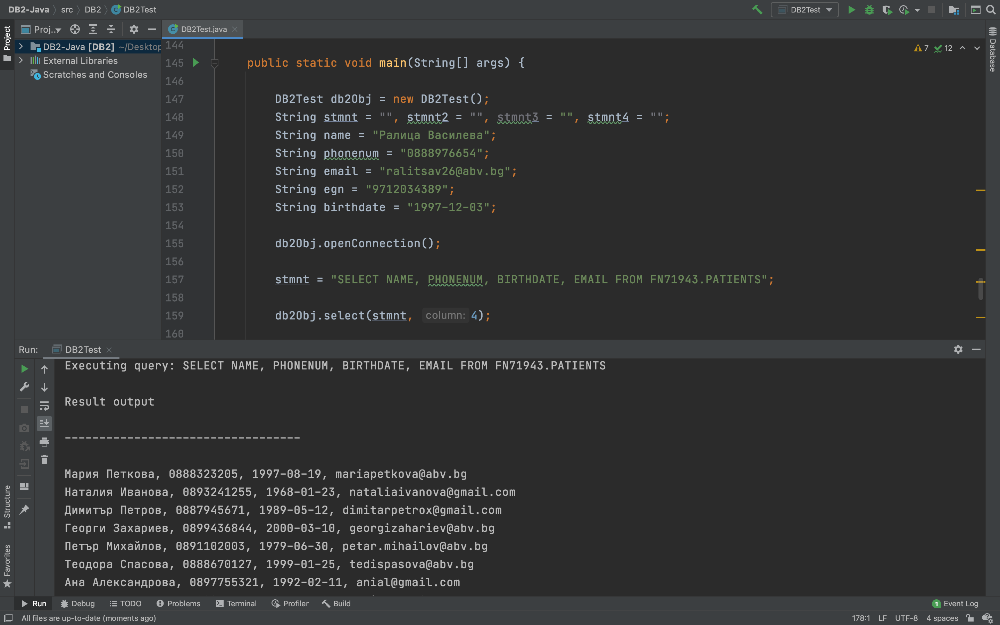 DB2-Java src DB2 DB2Test
DB2Test
Project
Proj..
DB2Test.java
Database
DB2-Java [DB2] ~/Desktop
External Libraries
Scratches and Consoles
7 12
144
145 public static void main(String[] args) {
146
147 DB2Test db2Obj = new DB2Test();
148 String stmnt = "", stmnt2 = "", stmnt3 = "", stmnt4 = "";
149 String name = "Ралица Василева";
150 String phonenum = "0888976654";
151 String email = "ralitsav26@abv.bg";
152 String egn = "9712034389";
153 String birthdate = "1997-12-03";
154
155 db2Obj.openConnection();
156
157 stmnt = "SELECT NAME, PHONENUM, BIRTHDATE, EMAIL FROM FN71943.PATIENTS";
158
159 db2Obj.select(stmnt, column: 4);
160
Run: DB2Test
Executing query: SELECT NAME, PHONENUM, BIRTHDATE, EMAIL FROM FN71943.PATIENTS
Result output
----------------------------------
Мария Петкова, 0888323205, 1997-08-19, mariapetkova@abv.bg
Наталия Иванова, 0893241255, 1968-01-23, nataliaivanova@gmail.com
Димитър Петров, 0887945671, 1989-05-12, dimitarpetrox@gmail.com
Георги Захариев, 0899436844, 2000-03-10, georgizahariev@abv.bg
Петър Михайлов, 0891102003, 1979-06-30, petar.mihailov@abv.bg
Теодора Спасова, 0888670127, 1999-01-25, tedispasova@abv.bg
Ана Александрова, 0897755321, 1992-02-11, anial@gmail.com
Structure
Favorites
Run Debug TODO Problems Terminal Profiler Build
1 Event Log
All files are up-to-date (moments ago)
178:1 LF UTF-8 4 spaces